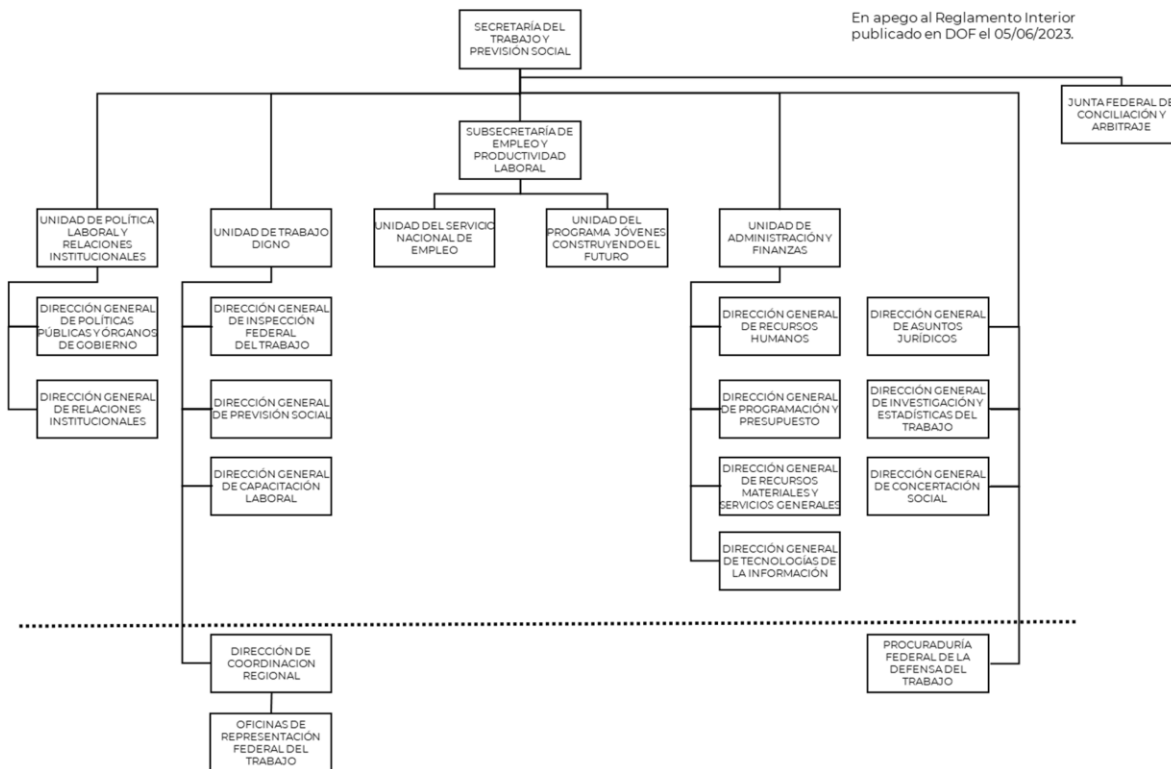 SECRETARÍA DEL
TRABAJO Y
PREVISIÓN SOCIAL
En apego al Reglamento Interior
publicado en DOF el 05/06/2023.
JUNTA FEDERAL DE
CONCILIACIÓN Y
ARBITRAJE
SUBSECRETARÍA DE
EMPLEO Y
PRODUCTIVIDAD
LABORAL
UNIDAD DE POLÍTICA
LABORAL Y
RELACIONES
INSTITUCIONALES
UNIDAD DE TRABAJO
DIGNO
UNIDAD DEL SERVICIO
NACIONAL DE
EMPLEO
UNIDAD DEL
PROGRAMA JÓVENES
CONSTRUYENDO EL
FUTURO
UNIDAD DE
ADMINISTRACIÓN Y
FINANZAS
DIRECCIÓN GENERAL
DE POLÍTICAS
PÚBLICAS Y ÓRGANOS
DE GOBIERNO
DIRECCIÓN GENERAL
DE INSPECCIÓN
FEDERAL
DEL TRABAJO
DIRECCIÓN GENERAL
DE RECURSOS
HUMANOS
DIRECCIÓN GENERAL
DE ASUNTOS
JURÍDICOS
DIRECCIÓN GENERAL
DE RELACIONES
INSTITUCIONALES
DIRECCIÓN GENERAL
DE PREVISIÓN SOCIAL
DIRECCIÓN GENERAL
DE PROGRAMACIÓN Y
PRESUPUESTO
DIRECCIÓN GENERAL
DE INVESTIGACIÓN Y
ESTADÍSTICAS DEL
TRABAJO
DIRECCIÓN GENERAL
DE CAPACITACIÓN
LABORAL
DIRECCIÓN GENERAL
DE RECURSOS
MATERIALES Y
SERVICIOS GENERALES
DIRECCIÓN GENERAL
DE CONCERTACIÓN
SOCIAL
DIRECCIÓN GENERAL
DE TECNOLOGÍAS DE
LA INFORMACIÓN
DIRECCIÓN DE
COORDINACION
REGIONAL
PROCURADURÍA
FEDERAL DE LA
DEFENSA DEL
TRABAJO
OFICINAS DE
REPRESENTACIÓN
FEDERAL DEL
TRABAJO